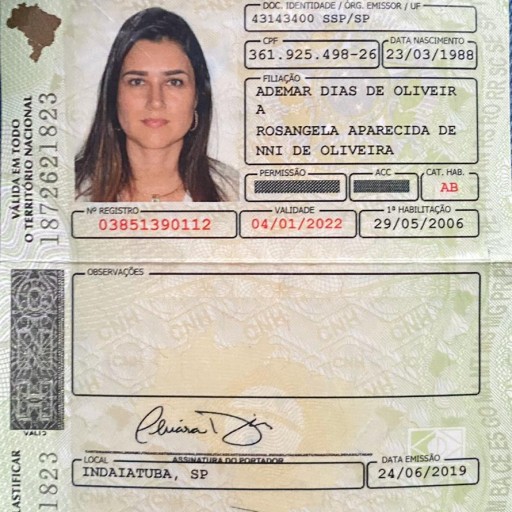 DOC. IDENTIDADE / ÓRG. EMISSOR / UF
43143400 SSP/SP
CPF
DATA NASCIMENTO
361.925.498-26
23/03/1988
FILIAÇÃO
ADEMAR DIAS DE OLIVEIR
A
ROSANGELA APARECIDA DE
NNI DE OLIVEIRA
PERMISSÃO
ACC
CAT. HAB.
AB
Nº REGISTRO
VALIDADE
1ª HABILITAÇÃO
03851390112
04/01/2022
29/05/2006
VÁLIDA EM TODO
O TERRITÓRIO NACIONAL
1872621823
OBSERVAÇÕES
ASSINATURA DO PORTADOR
LOCAL
DATA EMISSÃO
INDAIATUBA, SP
24/06/2019
LASTIFICAR
1823